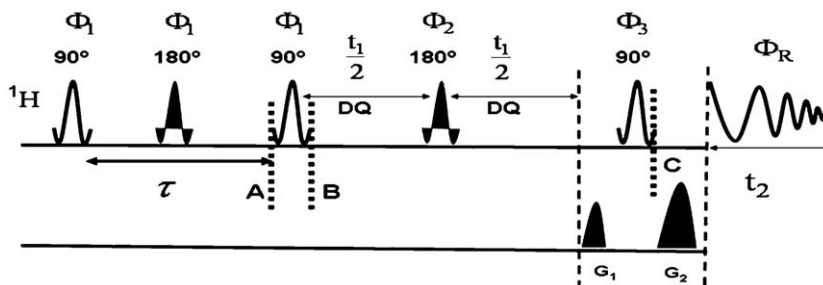 Φ₁ Φ₁ Φ₁ Φ₂ Φ₃
90° 180° 90° t₁/2 180° t₁/2 90° Φ_R
¹H DQ DQ
τ A B C t₂
G₁ G₂